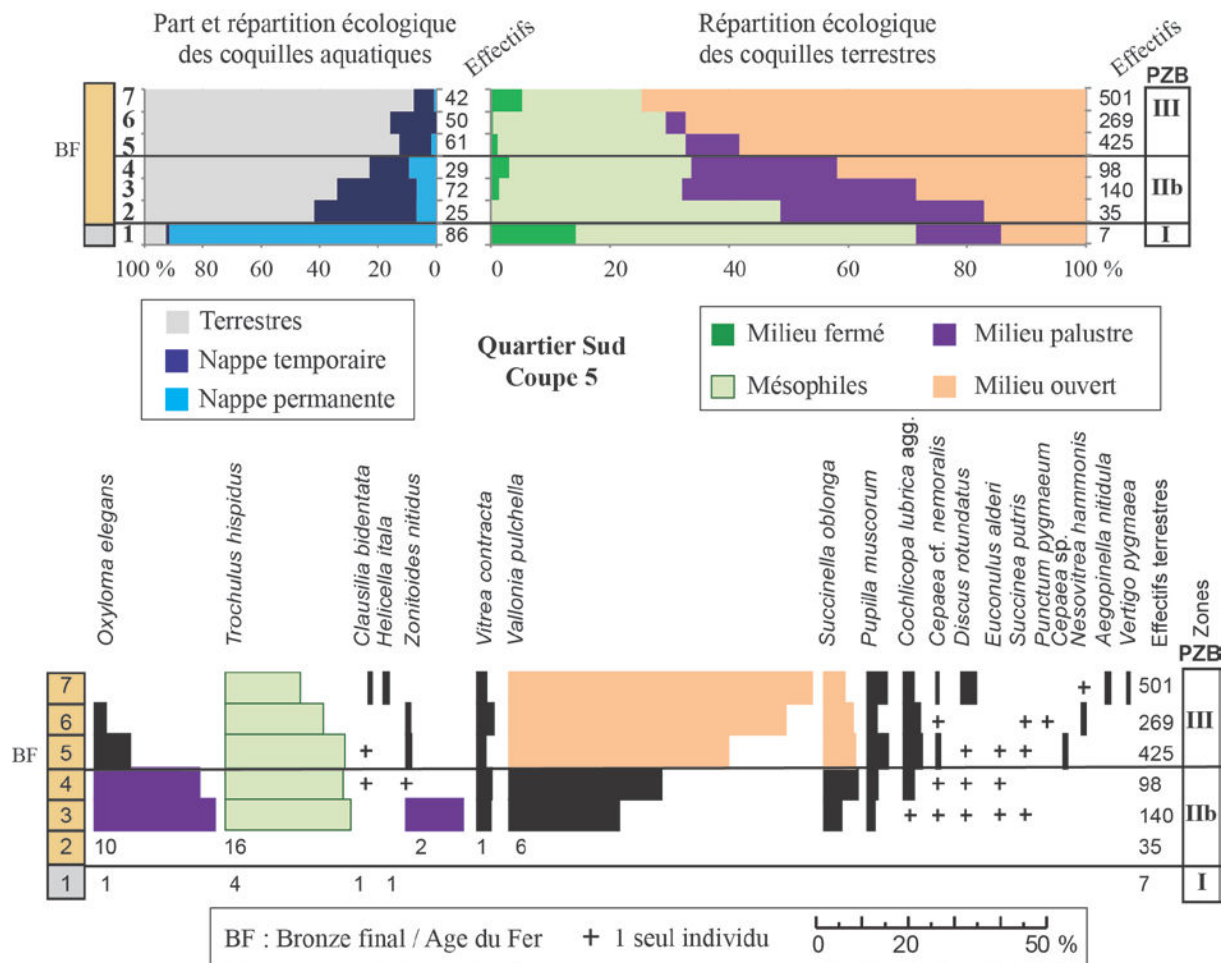 Part et répartition écologique
des coquilles aquatiques
Effectifs
Répartition écologique
des coquilles terrestres
Effectifs
PZB
BF
7 42 501 III
6 50 269
5 61 425
4 29 98
3 72 140 IIb
2 25 35
1 86 7 I
100 % 80 60 40 20 0
0 20 40 60 80 100 %
Terrestres
Nappe temporaire
Nappe permanente
Quartier Sud
Coupe 5
Milieu fermé
Milieu palustre
Mésophiles
Milieu ouvert
Oxyloma elegans
Trochulus hispidus
Clausilia bidentata
Helicella itala
Zonitoides nitidus
Vitrea contracta
Vallonia pulchella
Succinella oblonga
Pupilla muscorum
Cochlicopa lubrica agg.
Cepaea cf. nemoralis
Discus rotundatus
Euconulus alderi
Succinea putris
Punctum pygmaeum
Cepaea sp.
Nesovitrea hammonis
Aegopinella nitidula
Vertigo pygmaea
Effectifs terrestres
Zones
PZB
BF
7 + 501
6 + + + 269 III
5 + + + + 425
4 + + + + + 98
3 + + + + + 140 IIb
2 10 16 2 1 6 35
1 1 4 1 1 7 I
BF : Bronze final / Age du Fer + 1 seul individu
0 20 50 %